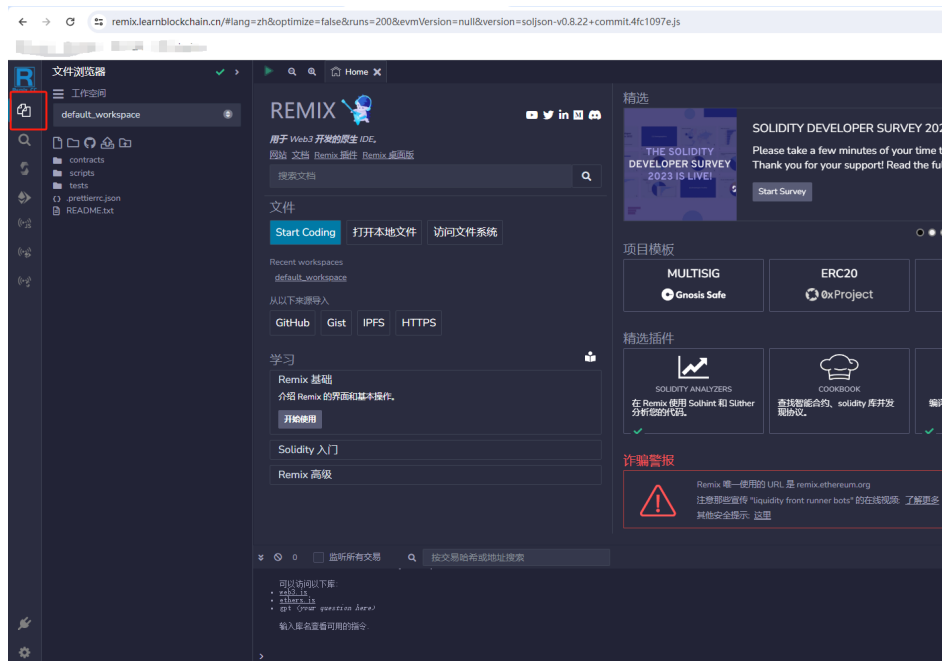 remix.learnblockchain.cn/#lang=zh&optimize=false&runs=200&evmVersion=null&version=soljson-v0.8.22+commit.4fc1097e.js
文件浏览器
工作空间
default_workspace
contracts
scripts
tests
.prettierrc.json
README.txt
Home
REMIX
用于 Web3 开发的原生 IDE。
网站 文档 Remix 插件 Remix 桌面版
搜索文档
文件
Start Coding 打开本地文件 访问文件系统
Recent workspaces
default_workspace
从以下来源导入
GitHub Gist IPFS HTTPS
学习
Remix 基础
介绍 Remix 的界面和基本操作。
开始使用
Solidity 入门
Remix 高级
精选
THE SOLIDITY
DEVELOPER SURVEY
2023 IS LIVE!
SOLIDITY DEVELOPER SURVEY 202
Please take a few minutes of your time t
Thank you for your support! Read the ful
Start Survey
项目模板
MULTISIG
Gnosis Safe
ERC20
0xProject
精选插件
SOLIDITY ANALYZERS
在 Remix 使用 Solhint 和 Slither
分析您的代码。
COOKBOOK
查找智能合约、solidity 库并发
现协议。
编译
诈骗警报
Remix 唯一使用的 URL 是 remix.ethereum.org
注意那些宣传 "liquidity front runner bots" 的在线视频: 了解更多
其他安全提示: 这里
0 监听所有交易 按交易哈希或地址搜索
可以访问以下库:
web3.js
ethers.js
gpt <your question here>
输入库名查看可用的指令.
>